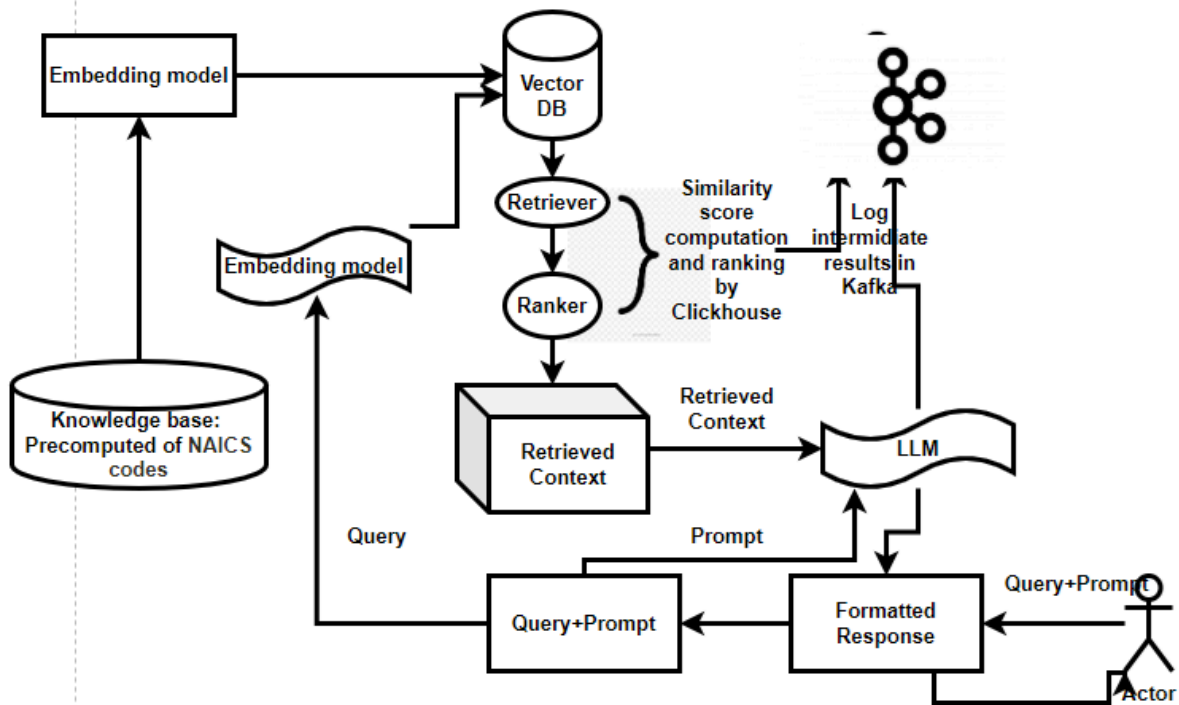 Embedding model
Vector
DB
Retriever
Similarity
score
computation
and ranking
by
Clickhouse
Log
intermidiate
results in
Kafka
Embedding model
Ranker
Knowledge base:
Precomputed of NAICS
codes
Retrieved
Context
Retrieved
Context
LLM
Query
Prompt
Query+Prompt
Formatted
Response
Query+Prompt
Actor